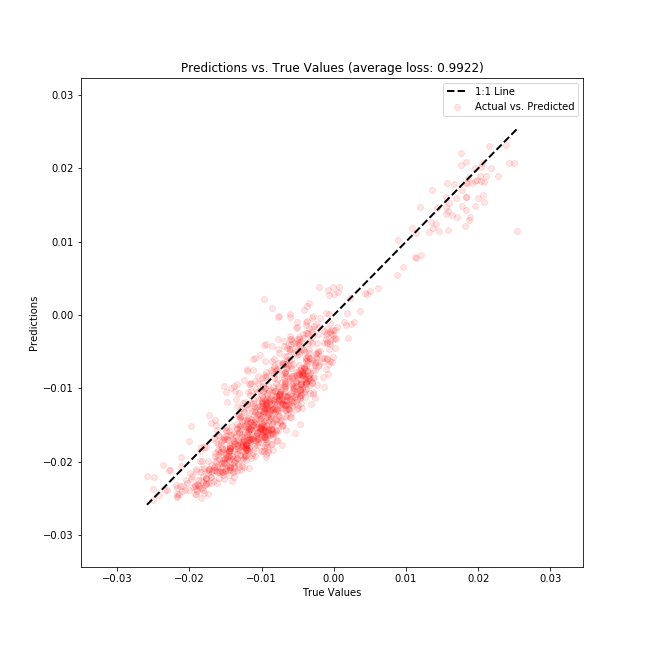 Predictions vs. True Values (average loss: 0.9922)
1:1 Line
Actual vs. Predicted
0.03
0.02
0.01
0.00
−0.01
−0.02
−0.03
Predictions
−0.03
−0.02
−0.01
0.00
0.01
0.02
0.03
True Values